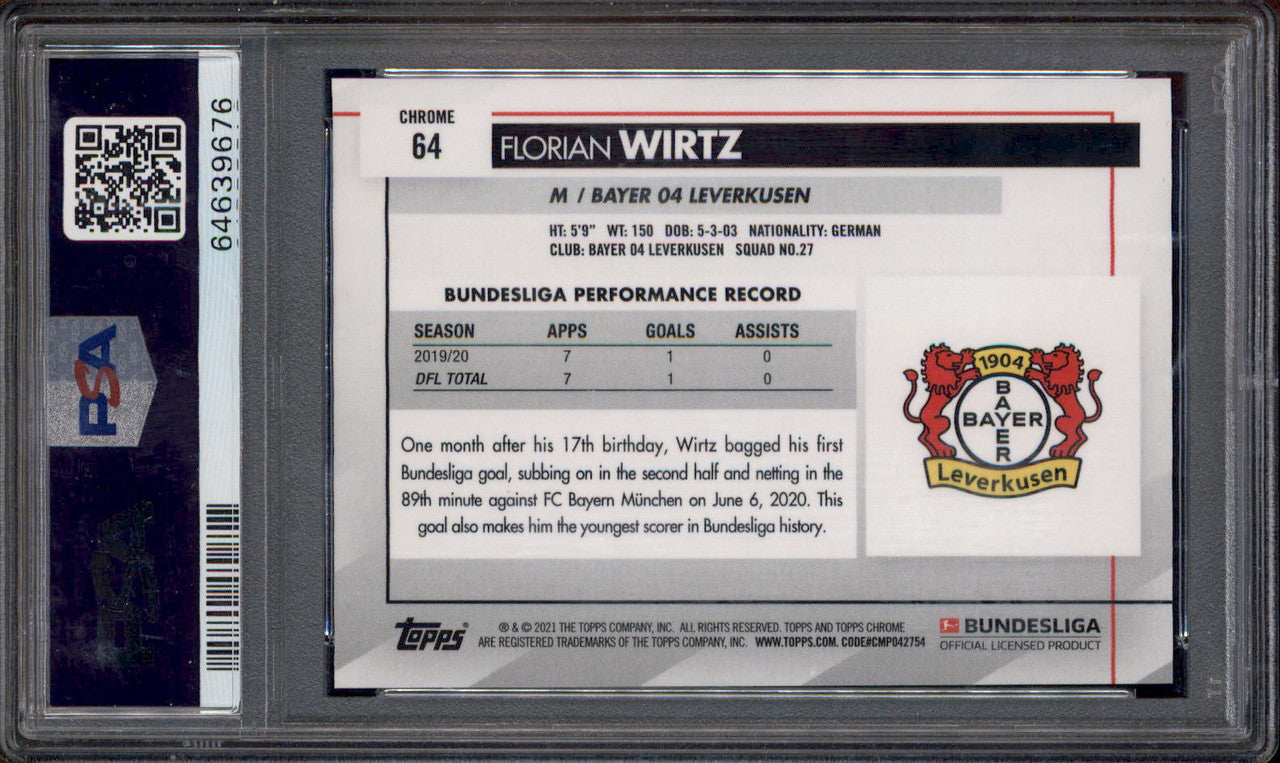 64639676
PSA
CHROME
64
FLORIAN WIRTZ
M / BAYER 04 LEVERKUSEN
HT: 5'9" WT: 150 DOB: 5-3-03 NATIONALITY: GERMAN
CLUB: BAYER 04 LEVERKUSEN SQUAD NO.27
BUNDESLIGA PERFORMANCE RECORD
SEASON APPS GOALS ASSISTS
2019/20 7 1 0
DFL TOTAL 7 1 0
One month after his 17th birthday, Wirtz bagged his first
Bundesliga goal, subbing on in the second half and netting in the
89th minute against FC Bayern München on June 6, 2020. This
goal also makes him the youngest scorer in Bundesliga history.
1904
BAYER
BAYER
Leverkusen
Topps®
® & © 2021 THE TOPPS COMPANY, INC. ALL RIGHTS RESERVED. TOPPS AND TOPPS CHROME
ARE REGISTERED TRADEMARKS OF THE TOPPS COMPANY, INC. WWW.TOPPS.COM. CODE#CMP042754
BUNDESLIGA
OFFICIAL LICENSED PRODUCT